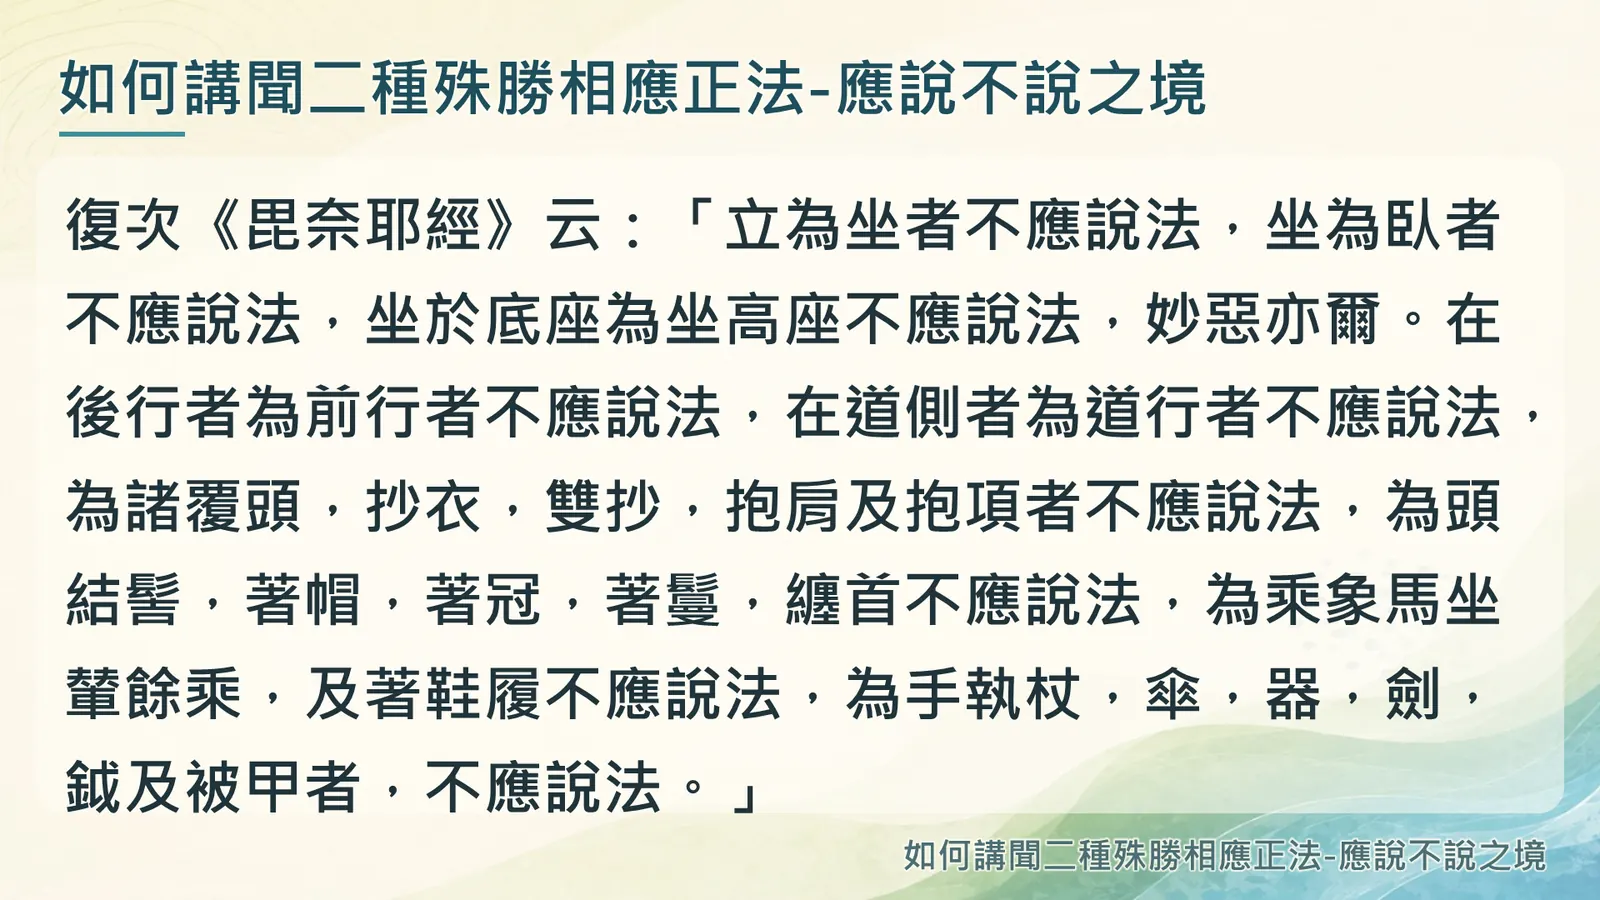 如何講聞二種殊勝相應正法-應說不說之境
復次《毘奈耶經》云：「立為坐者不應說法，坐為臥者
不應說法，坐於底座為坐高座不應說法，妙惡亦爾。在
後行者為前行者不應說法，在道側者為道行者不應說法，
為諸覆頭，抄衣，雙抄，抱肩及抱項者不應說法，為頭
結髻，著帽，著冠，著鬘，纏首不應說法，為乘象馬坐
輦餘乘，及著鞋履不應說法，為手執杖，傘，器，劍，
鉞及被甲者，不應說法。」
如何講聞二種殊勝相應正法-應說不說之境